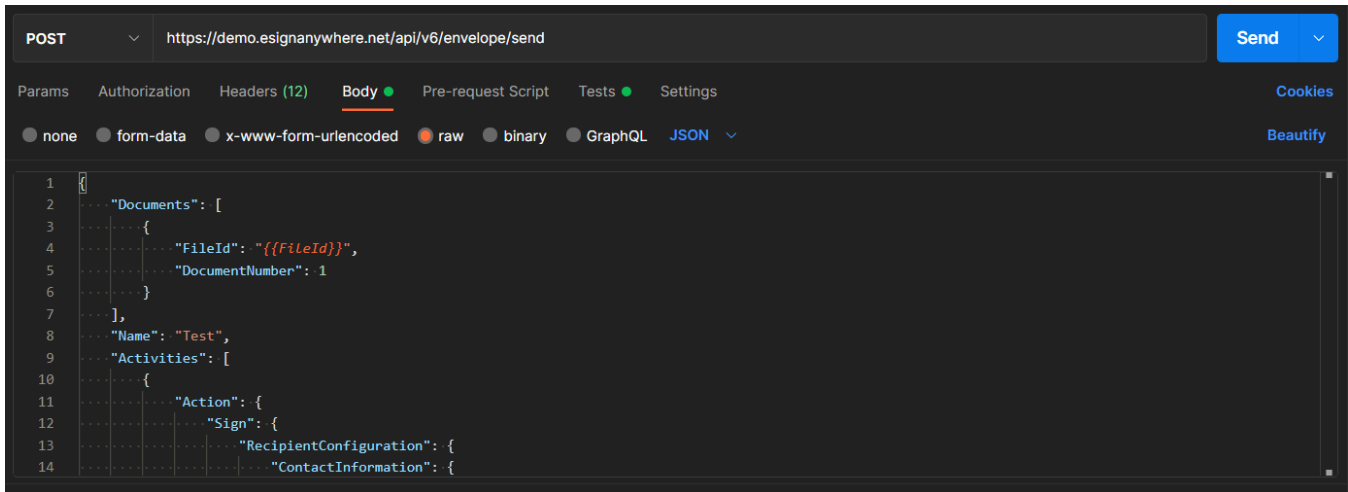 POST https://demo.esignanywhere.net/api/v6/envelope/send Send
Params Authorization Headers (12) Body Pre-request Script Tests Settings Cookies
none form-data x-www-form-urlencoded raw binary GraphQL JSON Beautify
1 {
2 "Documents": [
3 {
4 "FileId": "{{FileId}}",
5 "DocumentNumber": 1
6 }
7 ],
8 "Name": "Test",
9 "Activities": [
10 {
11 "Action": {
12 "Sign": {
13 "RecipientConfiguration": {
14 "ContactInformation": {